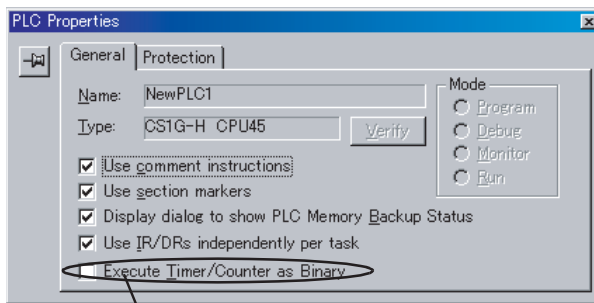 PLC Properties
General Protection
Name: NewPLC1
Type: CS1G-H CPU45 Verify
Mode
Program
Debug
Monitor
Run
Use comment instructions
Use section markers
Display dialog to show PLC Memory Backup Status
Use IR/DRs independently per task
Execute Timer/Counter as Binary